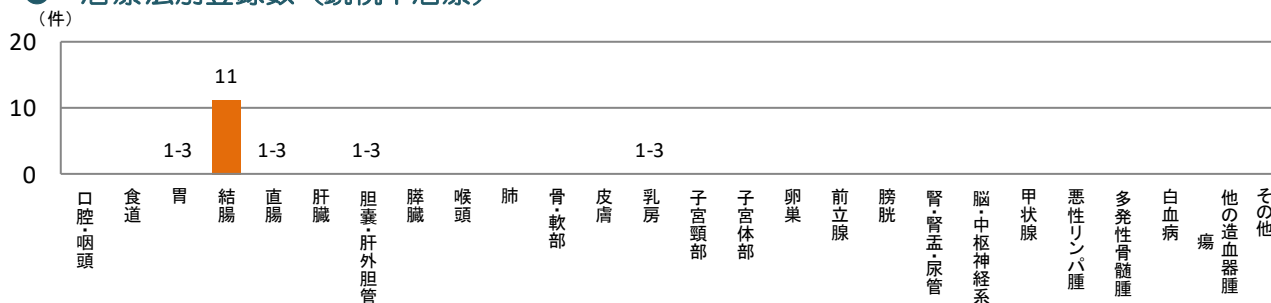 （件）
20
10
0
11
1-3
1-3
1-3
1-3
口腔・咽頭
食道
胃
結腸
直腸
肝臓
胆嚢・肝外胆管
膵臓
喉頭
肺
骨・軟部
皮膚
乳房
子宮頸部
子宮体部
卵巣
前立腺
膀胱
腎・腎盂・尿管
脳・中枢神経系
甲状腺
悪性リンパ腫
多発性骨髄腫
白血病
他の造血器腫
瘍
その他